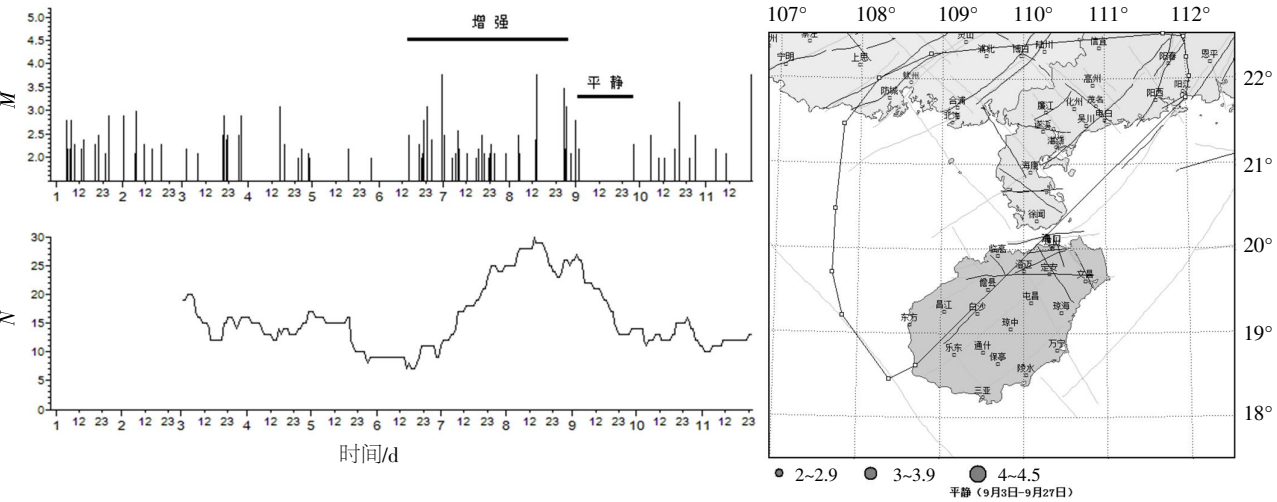 增 强
平 静
M
5.0
4.5
4.0
3.5
3.0
2.5
2.0
1 12 23 2 12 23 3 12 23 4 12 23 5 12 23 6 12 23 7 12 23 8 12 23 9 12 23 10 12 23 11 12
N
30
25
20
15
10
5
0
1 12 23 2 12 23 3 12 23 4 12 23 5 12 23 6 12 23 7 12 23 8 12 23 9 12 23 10 12 23 11 12 23
时间/d
107° 108° 109° 110° 111° 112°
22°
21°
20°
19°
18°
灵山 浦北 博白 陆川 信宜 阳春 恩平
宁明 上思 钦州 高州
防城 合浦 廉江 化州 茂名 阳西 阳江
北海 遂溪 吴川 电白
湛江
海康
徐闻
海口
临高 澄迈 定安 文昌
儋县
昌江 白沙 屯昌 琼海
东方 琼中
乐东 通什 万宁
保亭
陵水
三亚
2~2.9 3~3.9 4~4.5
平静（9月3日-9月27日）